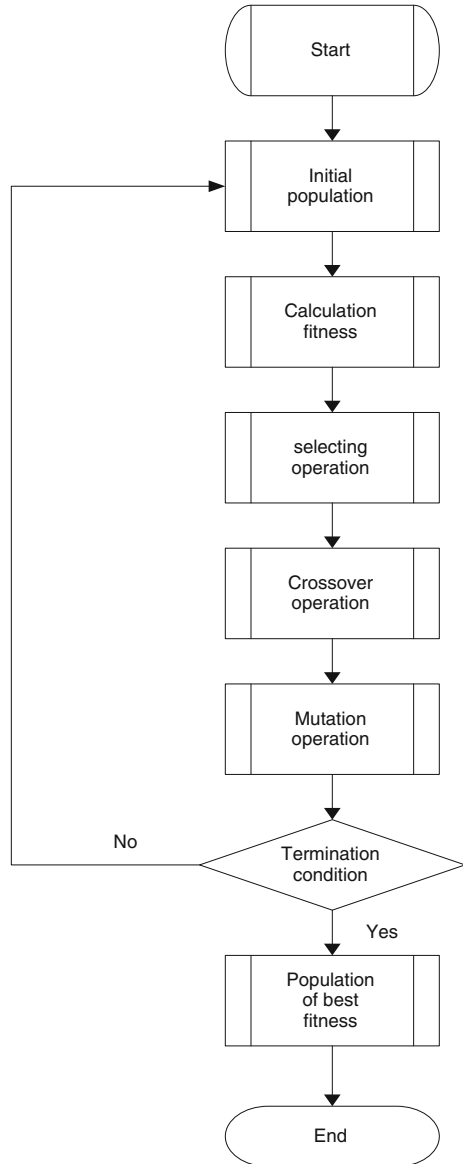 Start
Initial
population
Calculation
fitness
selecting
operation
Crossover
operation
Mutation
operation
No
Termination
condition
Yes
Population
of best
fitness
End